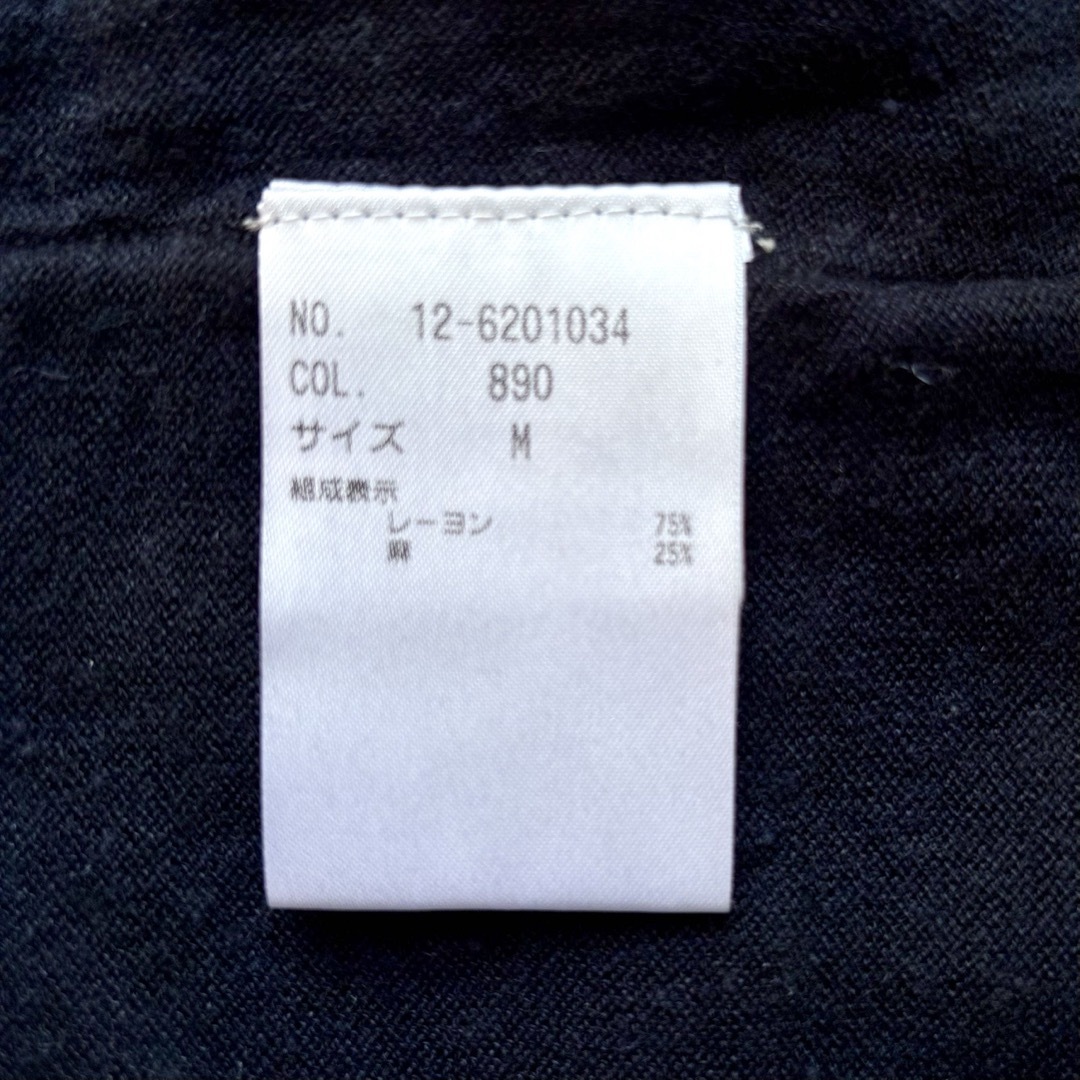 NO. 12-6201034
COL. 890
サイズ M
組成表示
レーヨン 75%
麻 25%